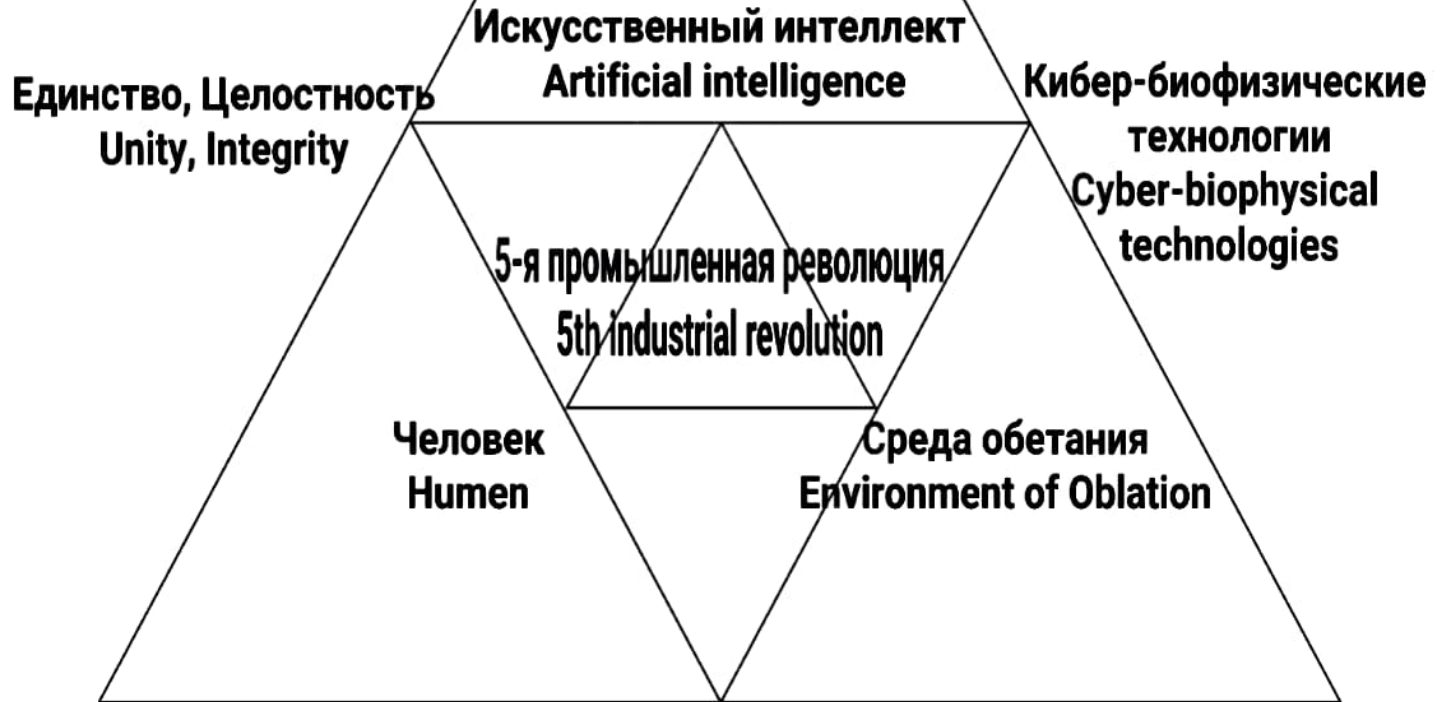 Искусственный интеллект
Artificial intelligence
Единство, Целостность
Unity, Integrity
Кибер-биофизические
технологии
Cyber-biophysical
technologies
5-я промышленная революция
5th industrial revolution
Человек
Humen
Среда обетания
Environment of Oblation